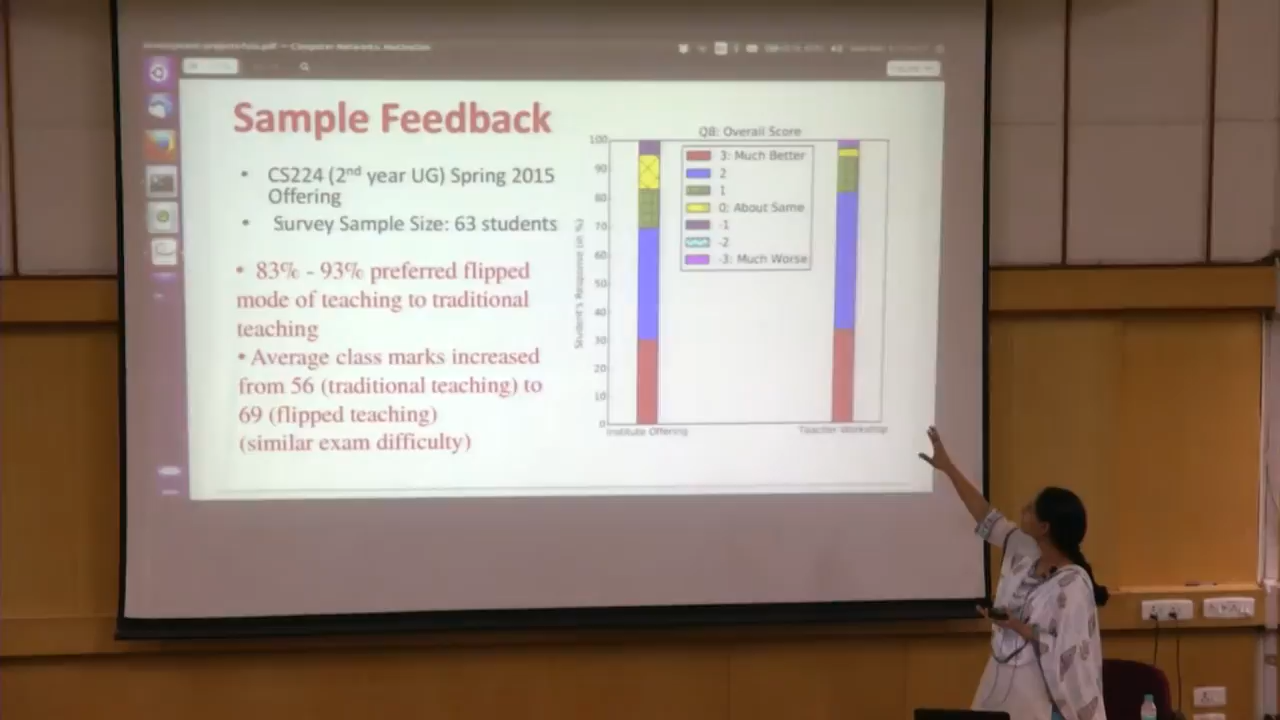 Sample Feedback
• CS224 (2nd year UG) Spring 2015
Offering
• Survey Sample Size: 63 students
• 83% - 93% preferred flipped
mode of teaching to traditional
teaching
• Average class marks increased
from 56 (traditional teaching) to
69 (flipped teaching)
(similar exam difficulty)
Q8: Overall Score
3: Much Better
2
1
0: About Same
-1
-2
-3: Much Worse
Student's Response (in %)
100
90
80
70
60
50
40
30
20
10
0
Institute Offering
Teacher Workshop